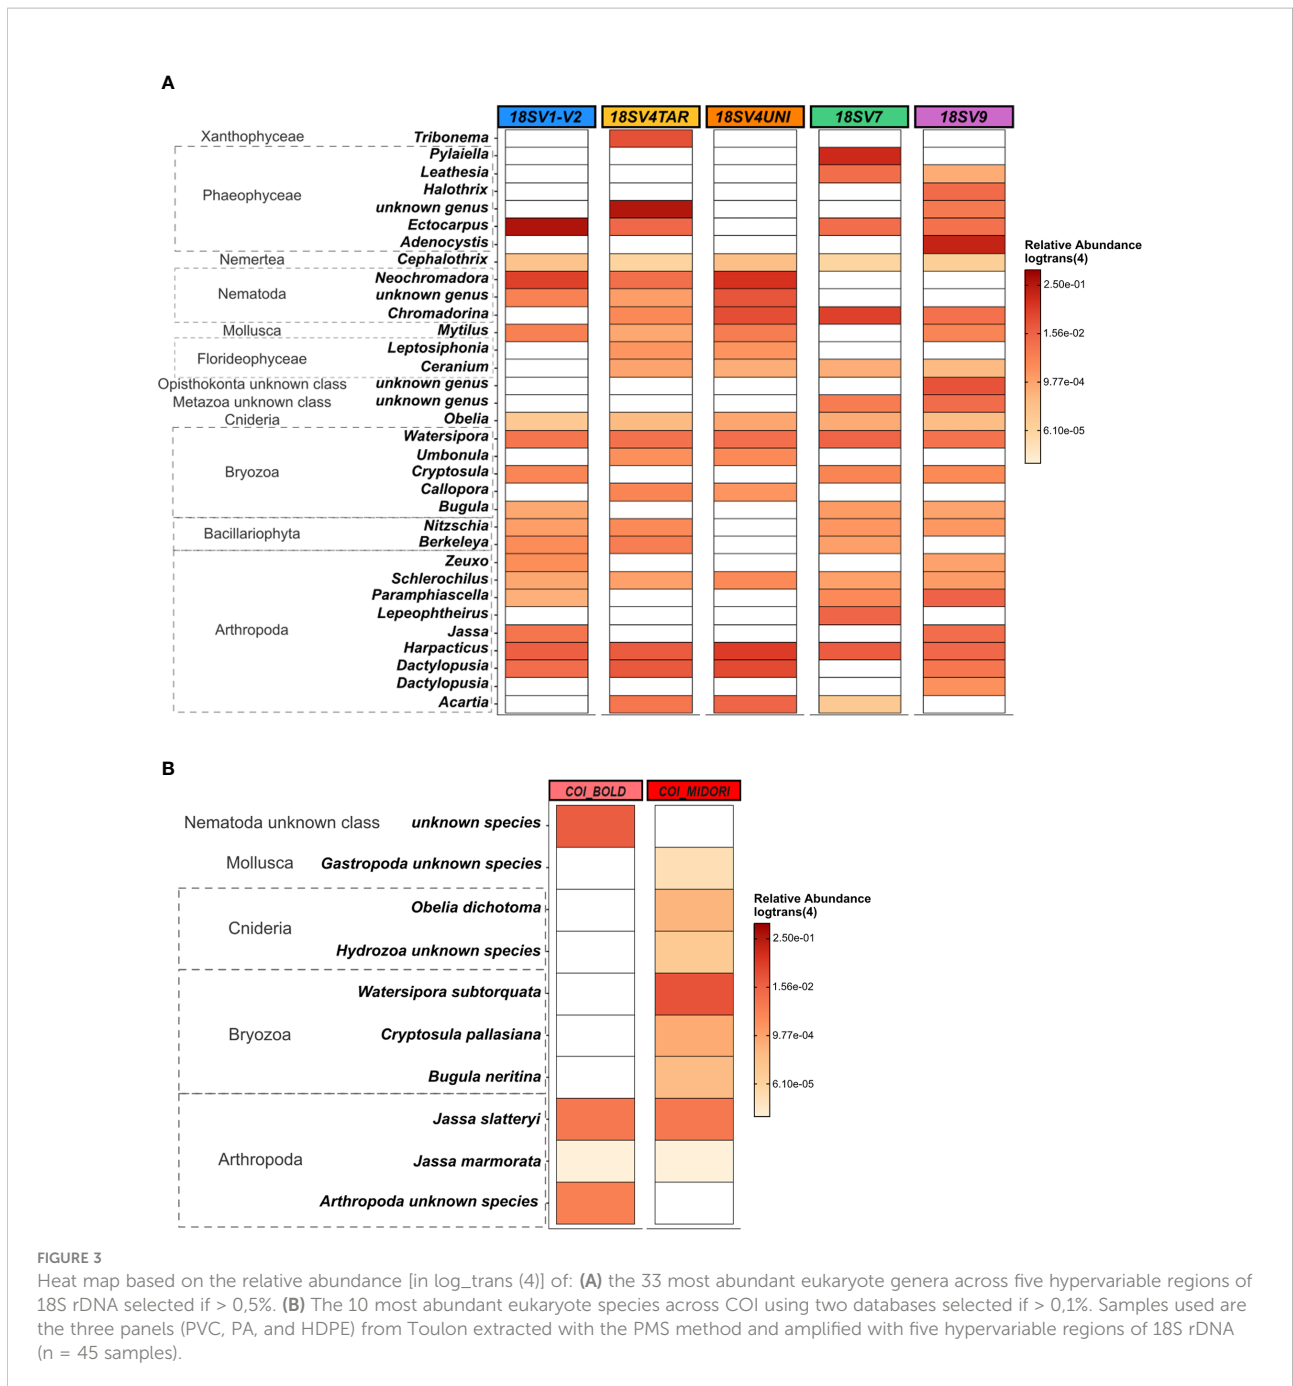 A
18SV1-V2 18SV4TAR 18SV4UNI 18SV7 18SV9
Xanthophyceae Tribonema
Pylaiella
Leathesia
Halothrix
Phaeophyceae
unknown genus
Ectocarpus
Adenocystis
Nemertea Cephalothrix
Neochromadora
Nematoda unknown genus
Chromadorina
Mollusca Mytilus
Leptosiphonia
Florideophyceae
Ceranium
Opisthokonta unknown class unknown genus
Metazoa unknown class unknown genus
Cnideria Obelia
Watersipora
Umbonula
Bryozoa Cryptosula
Callopora
Bugula
Nitzschia
Bacillariophyta
Berkeleya
Zeuxo
Schlerochilus
Paramphiascella
Lepeophtheirus
Arthropoda Jassa
Harpacticus
Dactylopusia
Dactylopusia
Acartia
Relative Abundance
logtrans(4)
2.50e-01
1.56e-02
9.77e-04
6.10e-05
B
COI_BOLD COI_MIDORI
Nematoda unknown class unknown species
Mollusca Gastropoda unknown species
Obelia dichotoma
Cnideria
Hydrozoa unknown species
Watersipora subtorquata
Bryozoa Cryptosula pallasiana
Bugula neritina
Jassa slatteryi
Arthropoda Jassa marmorata
Arthropoda unknown species
Relative Abundance
logtrans(4)
2.50e-01
1.56e-02
9.77e-04
6.10e-05
FIGURE 3
Heat map based on the relative abundance [in log_trans (4)] of: (A) the 33 most abundant eukaryote genera across five hypervariable regions of
18S rDNA selected if > 0,5%. (B) The 10 most abundant eukaryote species across COI using two databases selected if > 0,1%. Samples used are
the three panels (PVC, PA, and HDPE) from Toulon extracted with the PMS method and amplified with five hypervariable regions of 18S rDNA
(n = 45 samples).